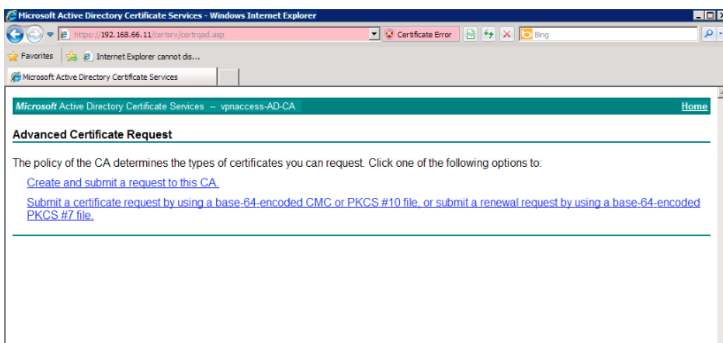 Microsoft Active Directory Certificate Services - Windows Internet Explorer
https://192.168.66.11/certsrv/certrqad.asp
Certificate Error
Bing
Favorites
Internet Explorer cannot dis...
Microsoft Active Directory Certificate Services
Microsoft Active Directory Certificate Services -- vpnaccess-AD-CA
Home
Advanced Certificate Request
The policy of the CA determines the types of certificates you can request. Click one of the following options to:
Create and submit a request to this CA.
Submit a certificate request by using a base-64-encoded CMC or PKCS #10 file, or submit a renewal request by using a base-64-encoded
PKCS #7 file.